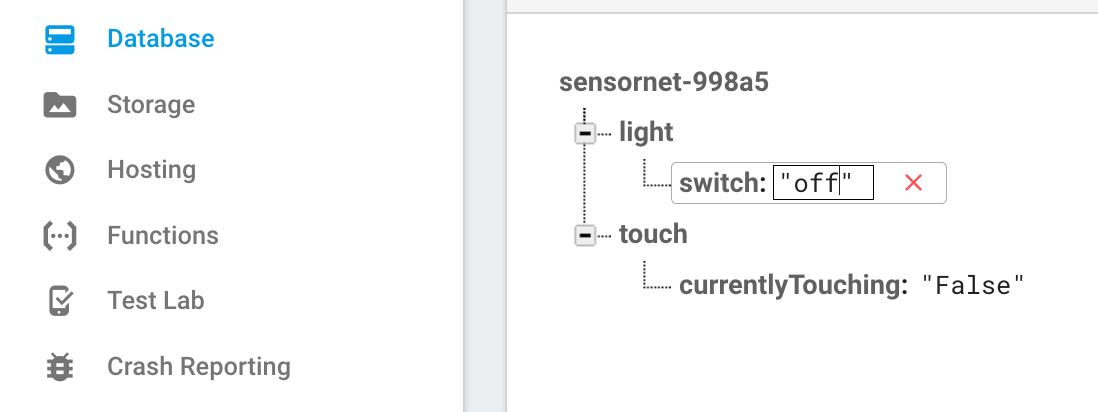 Database
Storage
Hosting
Functions
Test Lab
Crash Reporting
sensornet-998a5
light
switch: "off"
touch
currentlyTouching: "False"